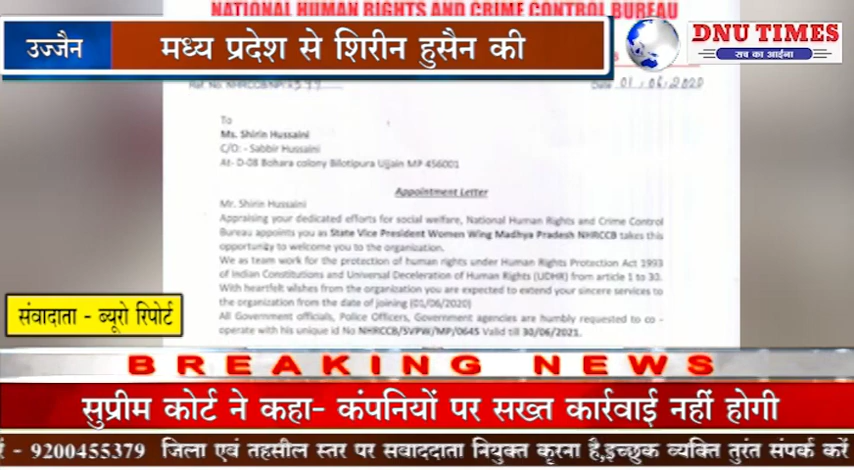 NATIONAL HUMAN RIGHTS AND CRIME CONTROL BUREAU
उज्जैन
मध्य प्रदेश से शिरीन हुसैन की
DNU TIMES
सच का आईना
Date 01.06.2020
To
Ms. Shirin Hussaini
C/O: - Sabbir Hussaini
At- D-08 Bohara colony Bilotipura Ujjain MP 456001
Appointment Letter
Mr. Shirin Hussaini
Appraising your dedicated efforts for social welfare, National Human Rights and Crime Control
Bureau appoints you as State Vice President Women Wing Madhya Pradesh NHRCCB takes this
opportunity to welcome you to the organization.
We as team work for the protection of human rights under Human Rights Protection Act 1993
of Indian Constitutions and Universal Deceleration of Human Rights (UDHR) from article 1 to 30.
With heartfelt wishes from the organization you are expected to extend your sincere services to
the organization from the date of joining (01/06/2020)
All Government officials, Police Officers, Government agencies are humbly requested to co -
operate with his unique id No NHRCCB/SVPW/MP/0645 Valid till 30/06/2021.
संवादाता - ब्यूरो रिपोर्ट
BREAKING NEWS
सुप्रीम कोर्ट ने कहा- कंपनियों पर सख्त कार्रवाई नहीं होगी
रें - 9200455379 जिला एवं तहसील स्तर पर सवाददाता नियुक्त करना है,इच्छुक व्यक्ति तुरंत संपर्क करें